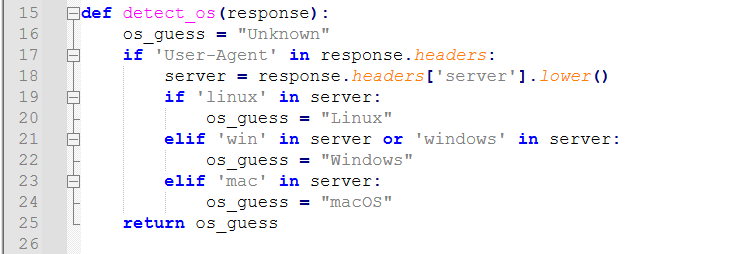 15 def detect_os(response):
16     os_guess = "Unknown"
17     if 'User-Agent' in response.headers:
18         server = response.headers['server'].lower()
19         if 'linux' in server:
20             os_guess = "Linux"
21         elif 'win' in server or 'windows' in server:
22             os_guess = "Windows"
23         elif 'mac' in server:
24             os_guess = "macOS"
25     return os_guess
26